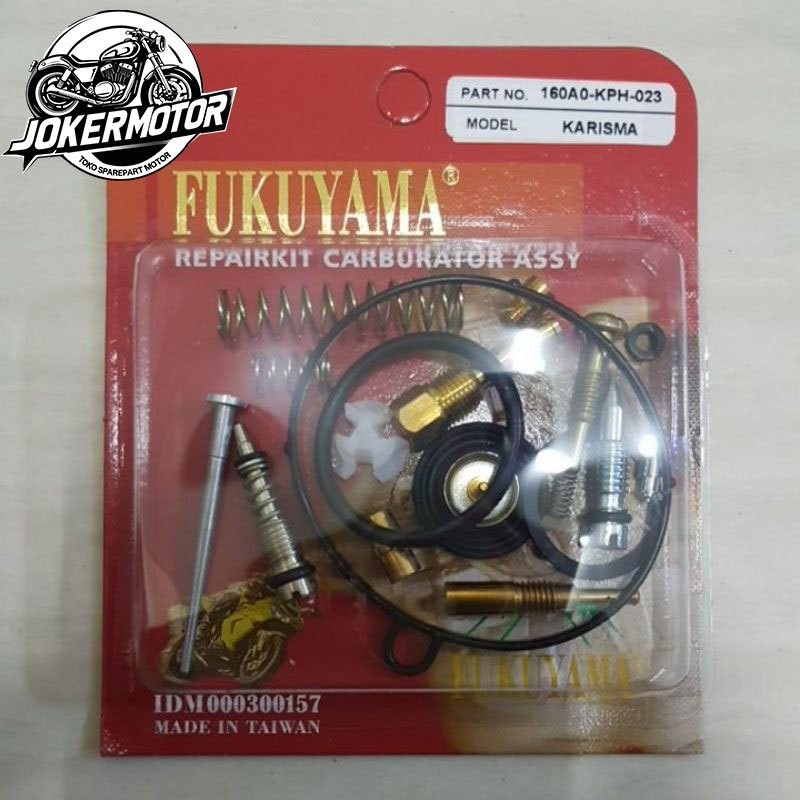 JOKERMOTOR
TOKO SPAREPART MOTOR
PART NO. 160A0-KPH-023
MODEL KARISMA
FUKUYAMA®
REPAIRKIT CARBURATOR ASSY
FUKUYAMA
IDM000300157
MADE IN TAIWAN